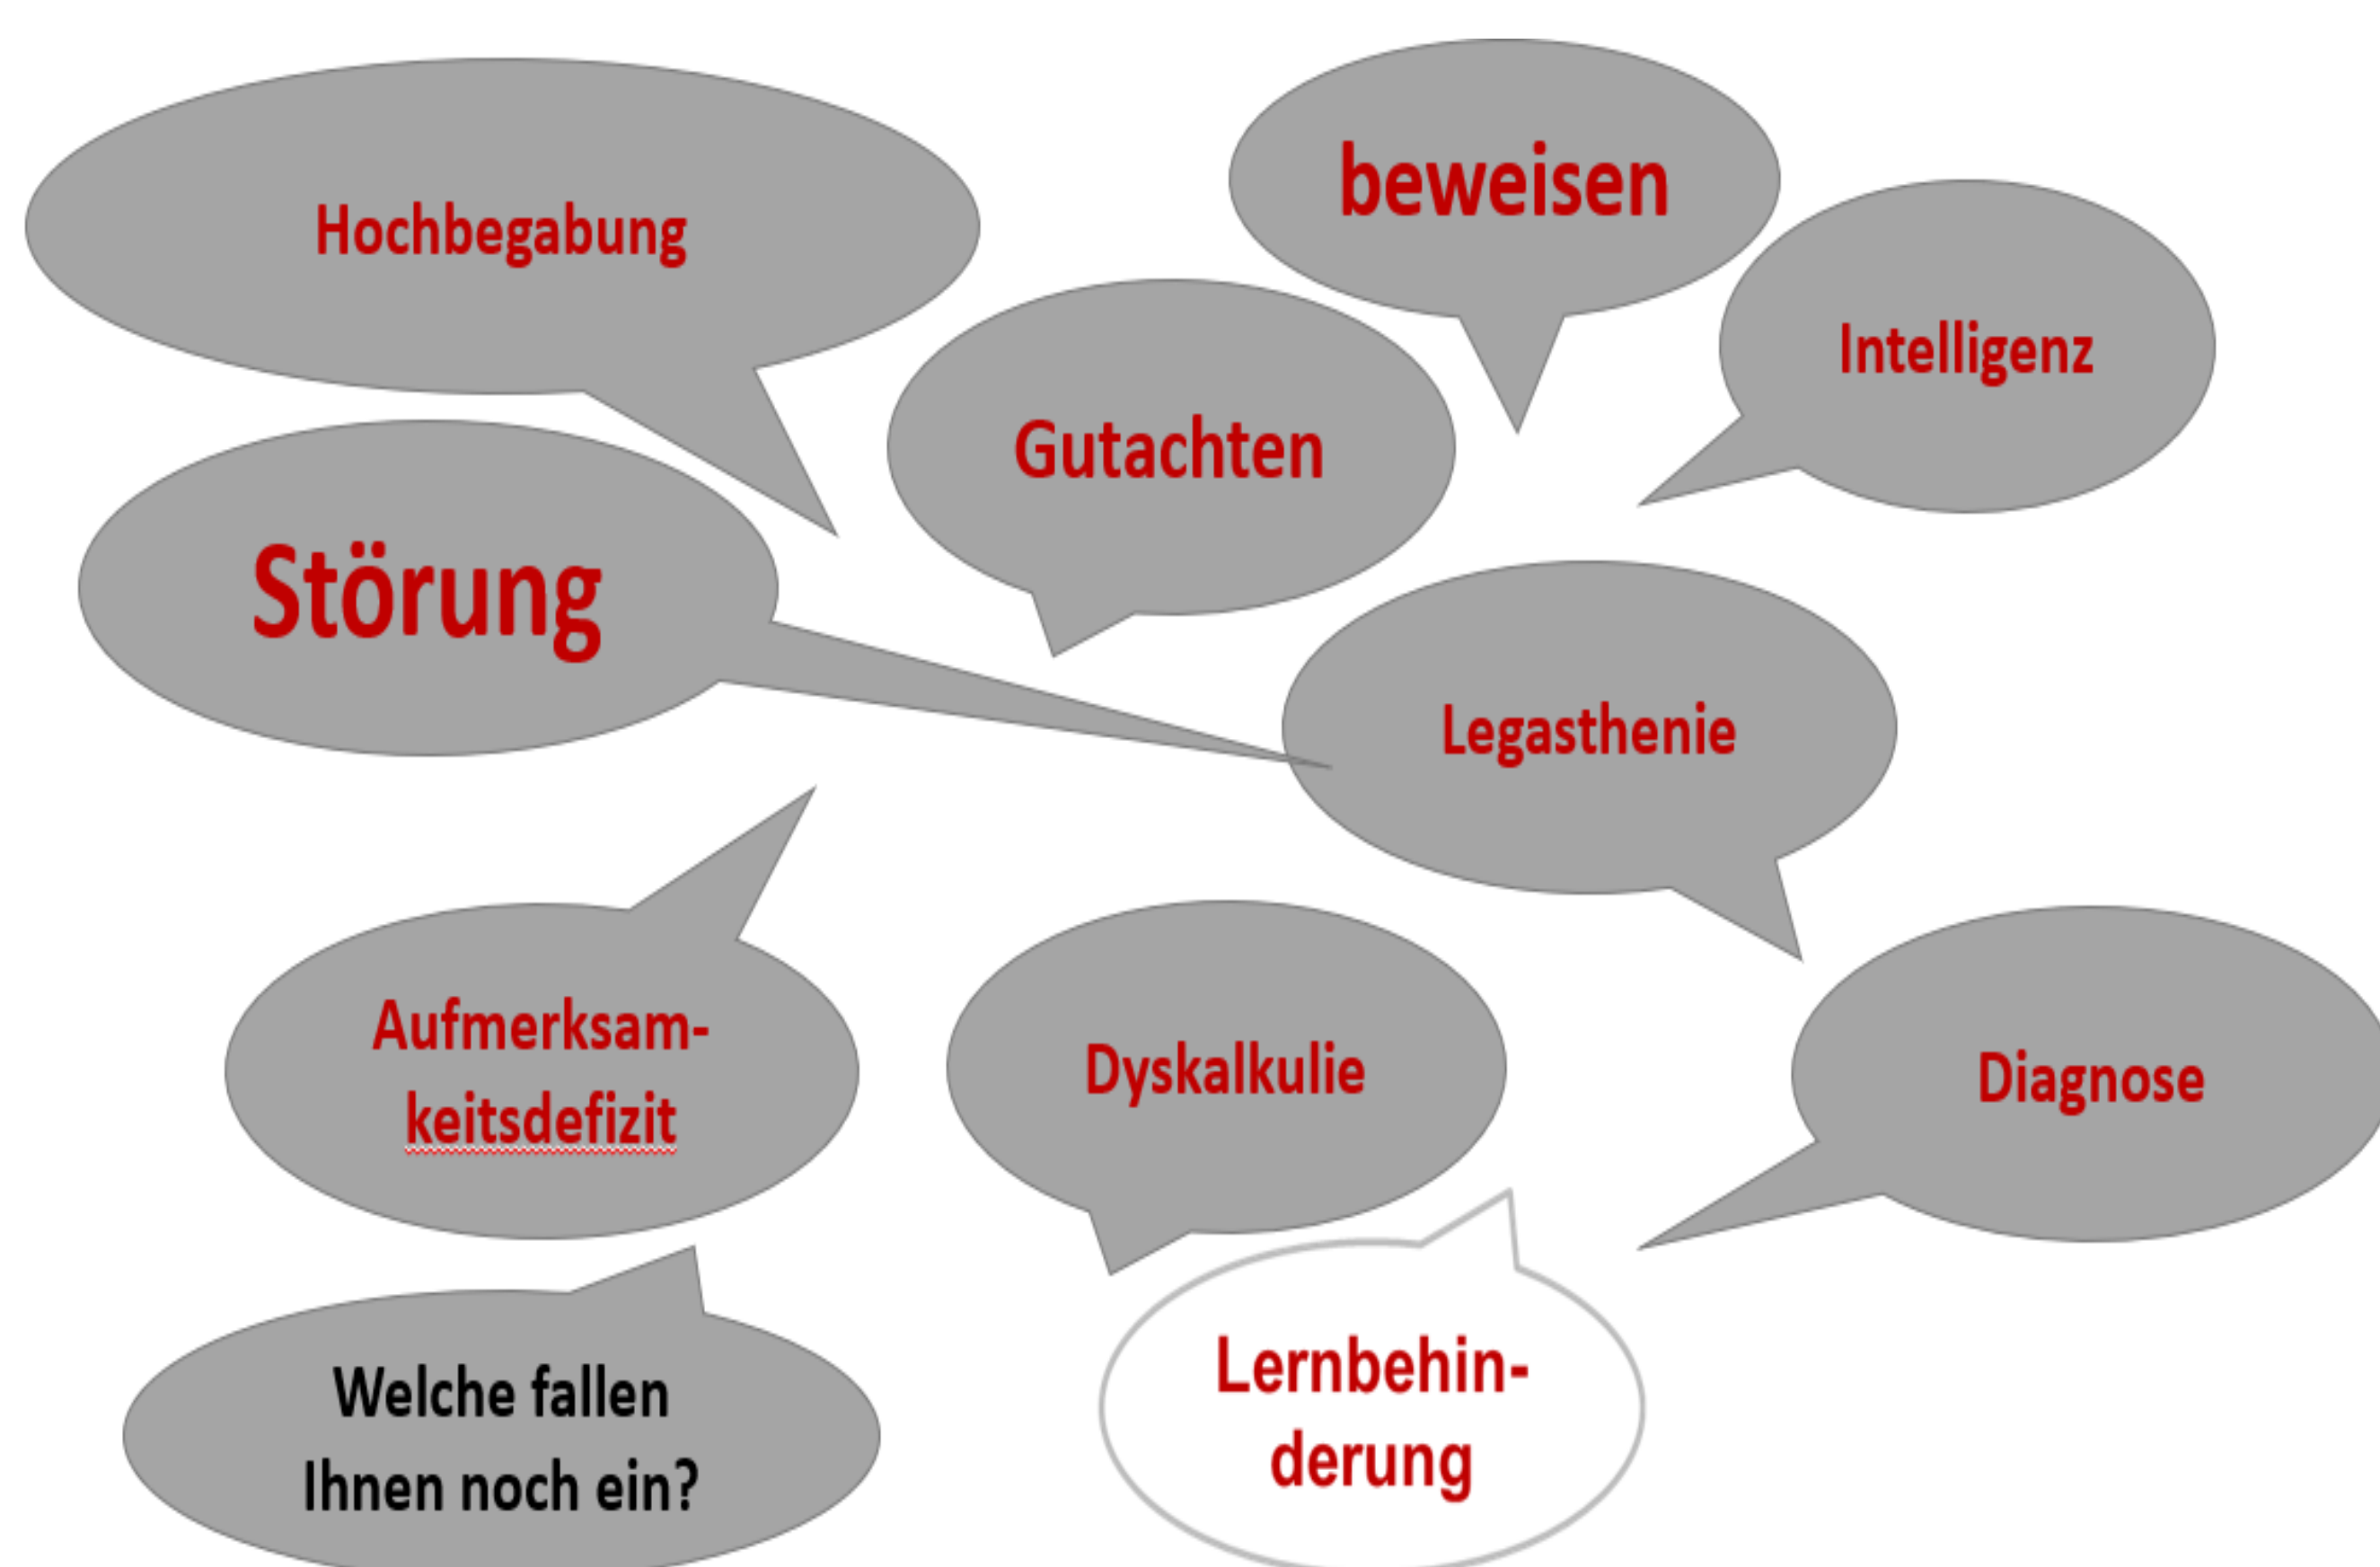 Hochbegabung
beweisen
Intelligenz
Gutachten
Störung
Legasthenie
Aufmerksam-
keitsdefizit
Dyskalkulie
Diagnose
Welche fallen
Ihnen noch ein?
Lernbehin-
derung